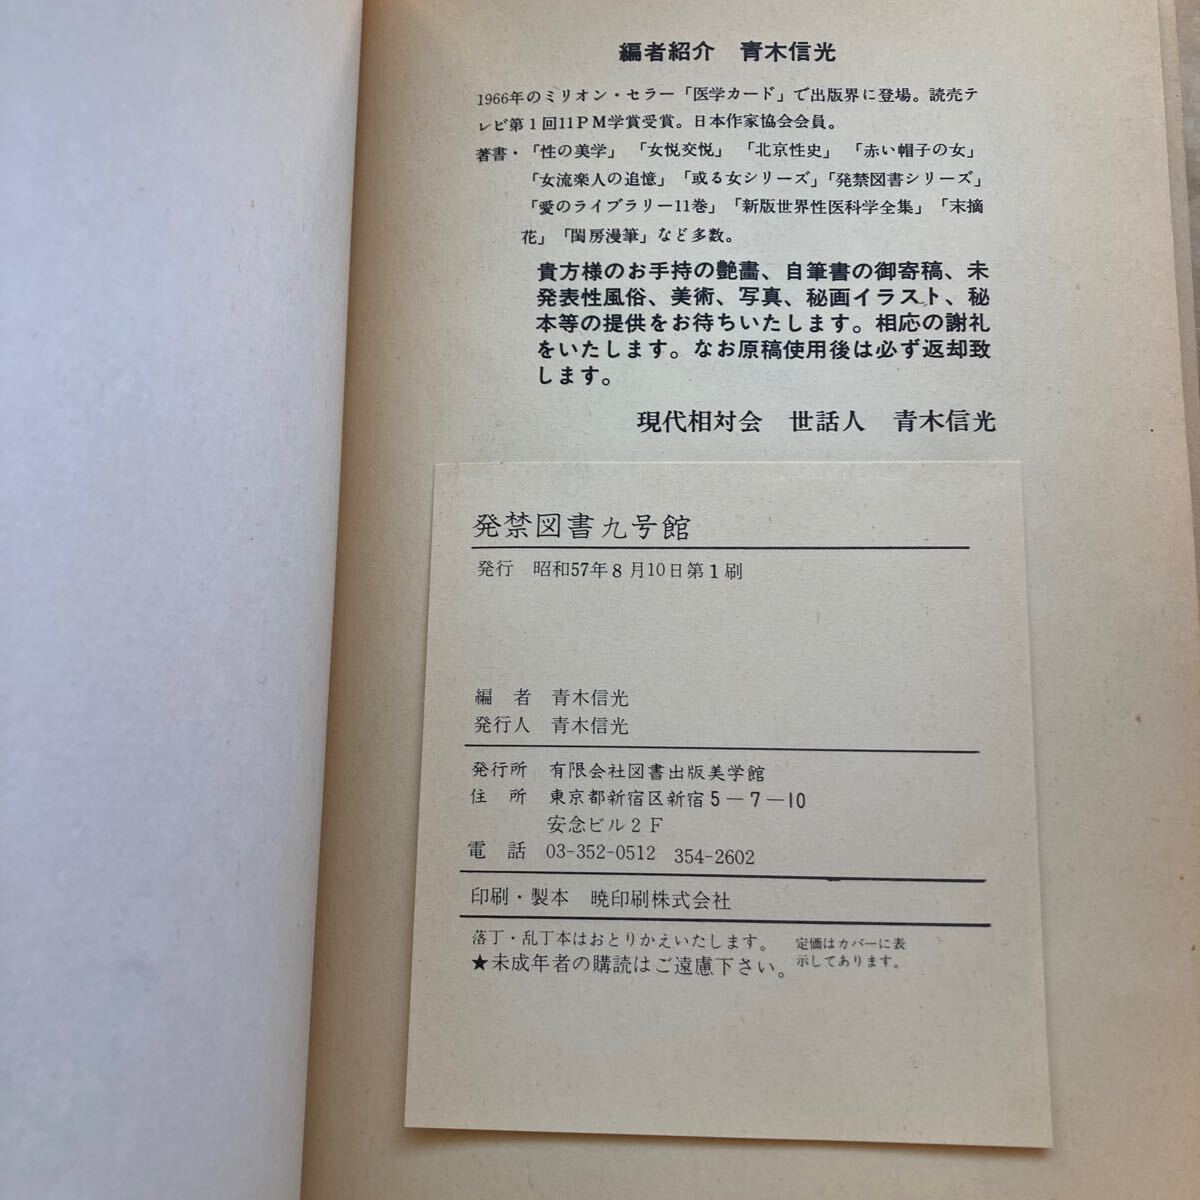 編者紹介　青木信光
1966年のミリオン・セラー「医学カード」で出版界に登場。読売テ
レビ第１回11ＰＭ学賞受賞。日本作家協会会員。
著書・「性の美学」「女悦交悦」「北京性史」「赤い帽子の女」
「女流楽人の追憶」「或る女シリーズ」「発禁図書シリーズ」
「愛のライブラリー11巻」「新版世界性医科学全集」「末摘
花」「閨房漫筆」など多数。
貴方様のお手持の艶畵、自筆書の御寄稿、未
発表性風俗、美術、写真、秘画イラスト、秘
本等の提供をお待ちいたします。相応の謝礼
をいたします。なお原稿使用後は必ず返却致
します。
現代相対会　世話人　青木信光
発禁図書九号館
発行　昭和57年８月10日第１刷
編　者　青木信光
発行人　青木信光
発行所　有限会社図書出版美学館
住　所　東京都新宿区新宿５－７－10
安念ビル２Ｆ
電　話　03-352-0512　354-2602
印刷・製本　暁印刷株式会社
落丁・乱丁本はおとりかえいたします。
★未成年者の購読はご遠慮下さい。
定価はカバーに表
示してあります。